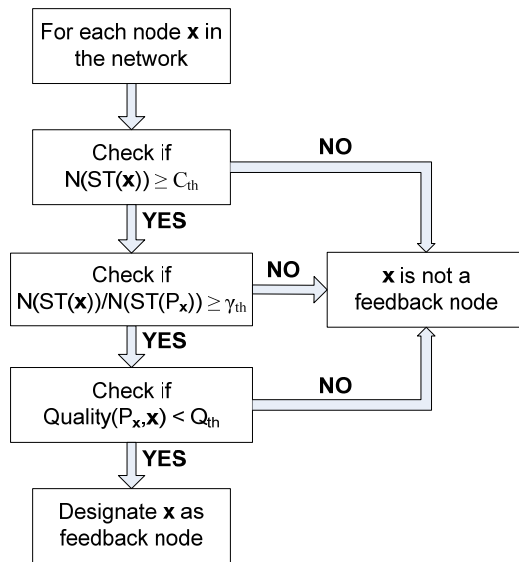 For each node x in
the network
Check if
N(ST(x)) ≥ Cth
NO
YES
Check if
N(ST(x))/N(ST(Px)) ≥ γth
NO
x is not a
feedback node
YES
Check if
Quality(Px,x) < Qth
NO
YES
Designate x as
feedback node